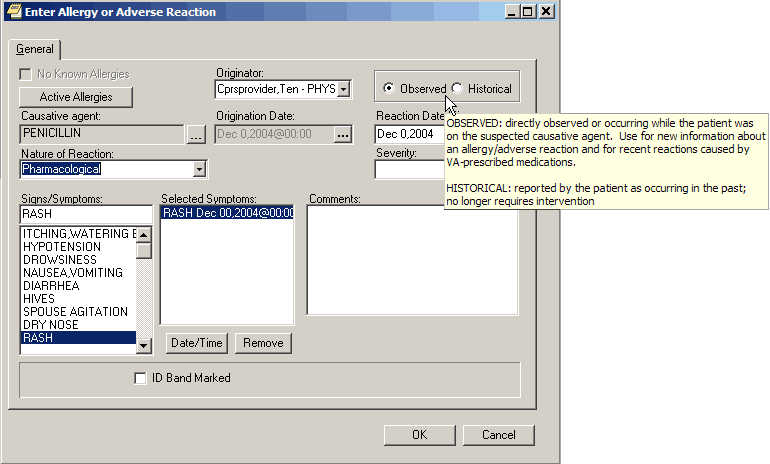 Enter Allergy or Adverse Reaction
General
No Known Allergies
Active Allergies
Originator:
Cprsprovider,Ten - PHYS
Observed
Historical
Causative agent:
PENICILLIN
...
Origination Date:
Dec 0,2004@00:00
...
Reaction Date
Dec 0,2004
Nature of Reaction:
Pharmacological
Severity:
OBSERVED: directly observed or occurring while the patient was
on the suspected causative agent. Use for new information about
an allergy/adverse reaction and for recent reactions caused by
VA-prescribed medications.
HISTORICAL: reported by the patient as occurring in the past;
no longer requires intervention
Signs/Symptoms:
RASH
ITCHING,WATERING E
HYPOTENSION
DROWSINESS
NAUSEA,VOMITING
DIARRHEA
HIVES
SPOUSE AGITATION
DRY NOSE
RASH
Selected Symptoms:
RASH Dec 00,2004@00:00
Date/Time
Remove
Comments:
ID Band Marked
OK
Cancel